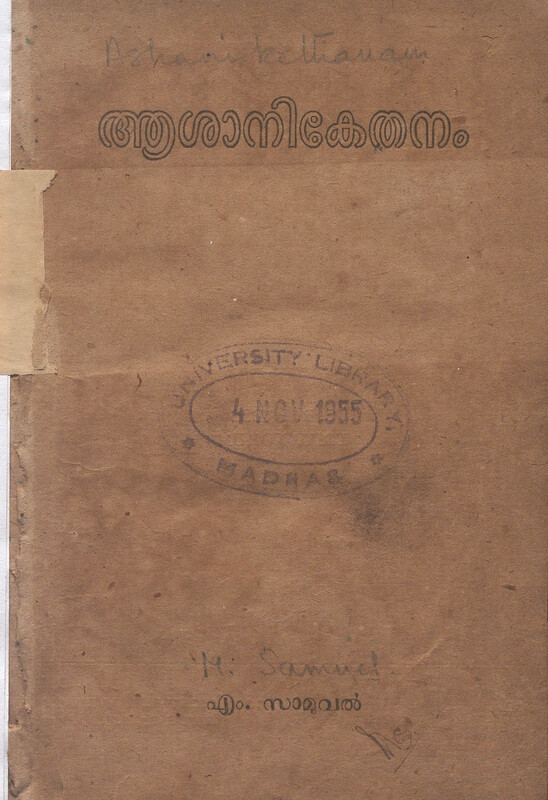 Ashanikethanam
ആശാനികേതനം
UNIVERSITY LIBRARY,
4 NOV 1955
MADRAS
M. Samuel.
എം. സാമുവൽ